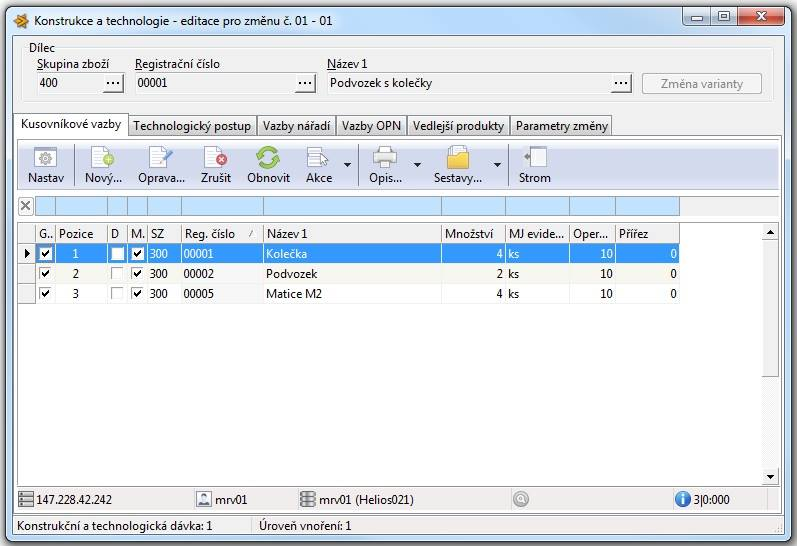 Konstrukce a technologie - editace pro změnu č. 01 - 01
Dílec
Skupina zboží Registrační číslo Název 1
400 ... 00001 ... Podvozek s kolečky ... Změna varianty
Kusovníkové vazby Technologický postup Vazby nářadí Vazby OPN Vedlejší produkty Parametry změny
Nastav Nový... Oprava... Zrušit Obnovit Akce Opis... Sestavy... Strom
G.. Pozice D M. SZ Reg. číslo Název 1 Množství MJ evide... Oper... Přířez
1 300 00001 Kolečka 4 ks 10 0
2 300 00002 Podvozek 2 ks 10 0
3 300 00005 Matice M2 4 ks 10 0
147.228.42.242 mrv01 mrv01 (Helios021) 3|0:000
Konstrukční a technologická dávka: 1 Úroveň vnoření: 1